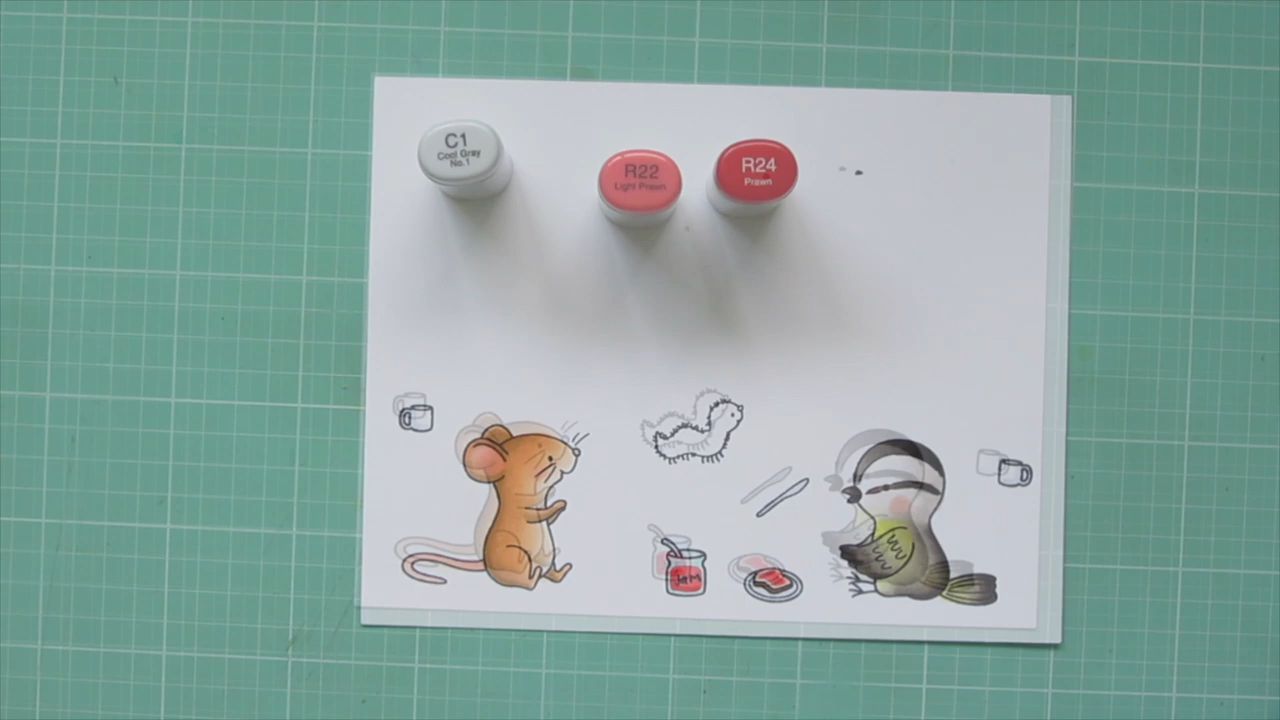 C1
Cool Gray
No.1
R22
Light Prawn
R24
Prawn
JAM